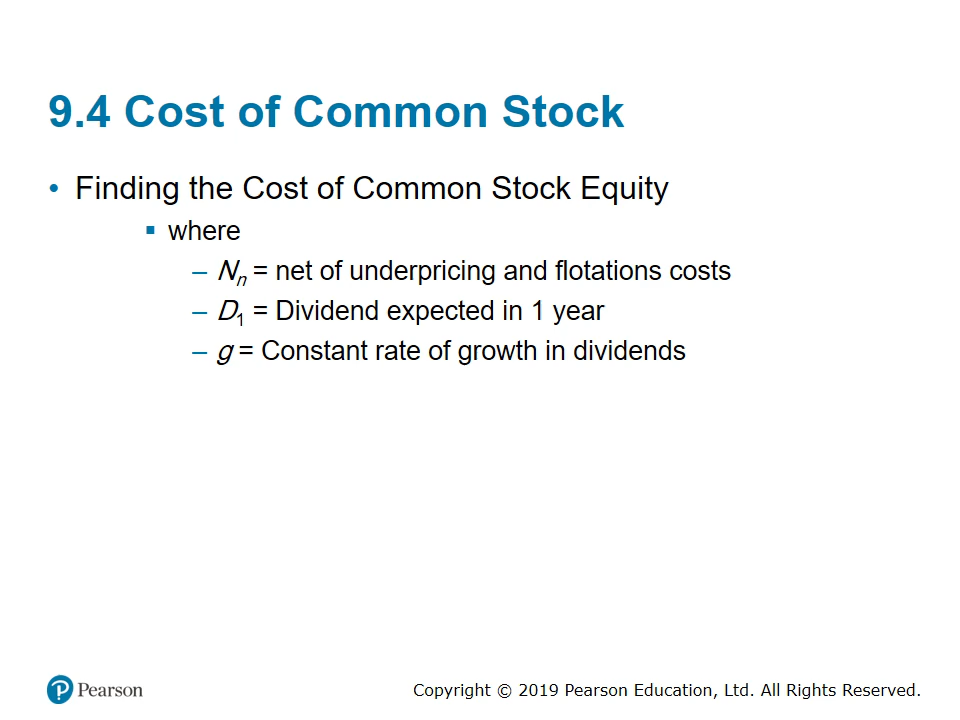 9.4 Cost of Common Stock
• Finding the Cost of Common Stock Equity
▪ where
– Nn = net of underpricing and flotations costs
– D1 = Dividend expected in 1 year
– g = Constant rate of growth in dividends
Pearson
Copyright © 2019 Pearson Education, Ltd. All Rights Reserved.